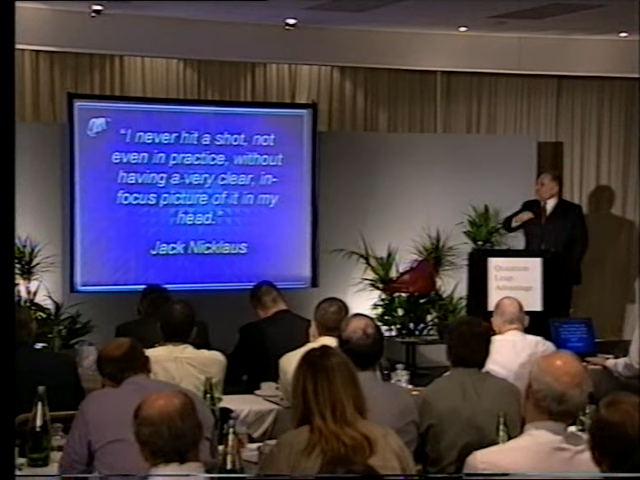 "I never hit a shot, not
even in practice, without
having a very clear, in-
focus picture of it in my
head."
Jack Nicklaus
Quantum
Leap
Advantage